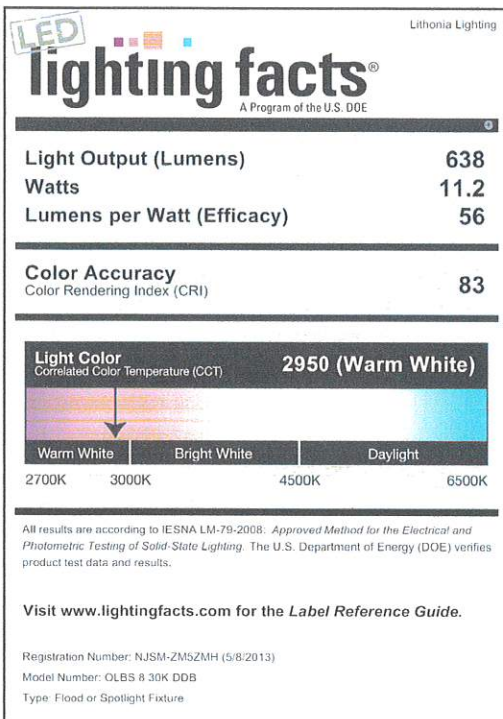 Lithonia Lighting
LED
lighting facts®
A Program of the U.S. DOE
Light Output (Lumens) 638
Watts 11.2
Lumens per Watt (Efficacy) 56
Color Accuracy
Color Rendering Index (CRI) 83
Light Color
Correlated Color Temperature (CCT) 2950 (Warm White)
Warm White Bright White Daylight
2700K 3000K 4500K 6500K
All results are according to IESNA LM-79-2008: Approved Method for the Electrical and
Photometric Testing of Solid-State Lighting. The U.S. Department of Energy (DOE) verifies
product test data and results.
Visit www.lightingfacts.com for the Label Reference Guide.
Registration Number: NJSM-ZM5ZMH (5/8/2013)
Model Number: OLBS 8 30K DDB
Type: Flood or Spotlight Fixture